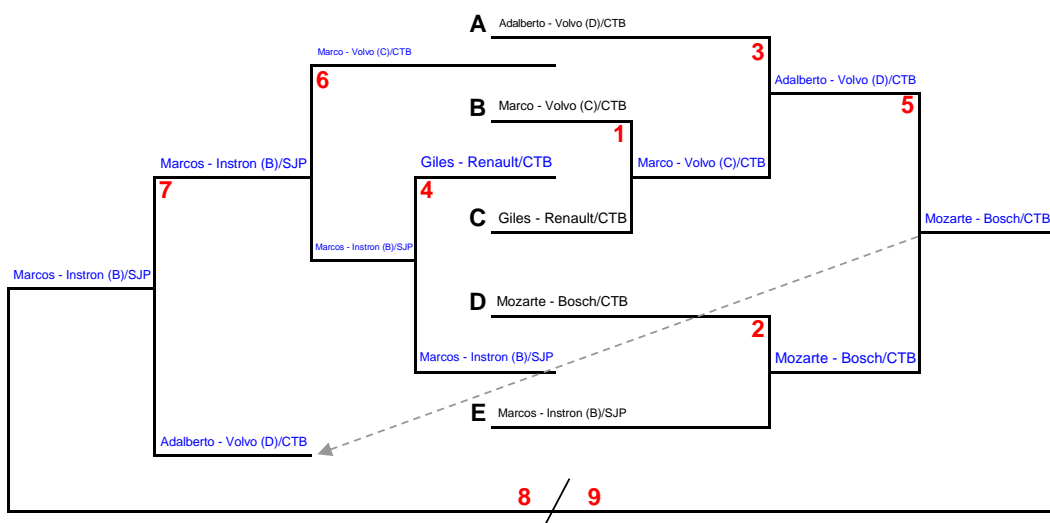 A Adalberto - Volvo (D)/CTB
Marco - Volvo (C)/CTB
3
6
Adalberto - Volvo (D)/CTB
5
B Marco - Volvo (C)/CTB
1
Marcos - Instron (B)/SJP
Giles - Renault/CTB
Marco - Volvo (C)/CTB
7
4
C Giles - Renault/CTB
Mozarte - Bosch/CTB
Marcos - Instron (B)/SJP
Marcos - Instron (B)/SJP
D Mozarte - Bosch/CTB
2
Marcos - Instron (B)/SJP
Mozarte - Bosch/CTB
E Marcos - Instron (B)/SJP
Adalberto - Volvo (D)/CTB
8 9